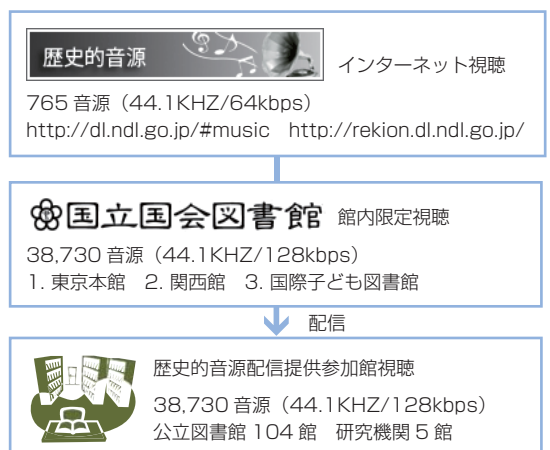 歴史的音源 インターネット視聴
765 音源（44.1KHZ/64kbps）
http://dl.ndl.go.jp/#music http://rekion.dl.ndl.go.jp/
国立国会図書館 館内限定視聴
38,730 音源（44.1KHZ/128kbps）
1. 東京本館 2. 関西館 3. 国際子ども図書館
配信
歴史的音源配信提供参加館視聴
38,730 音源（44.1KHZ/128kbps）
公立図書館 104 館 研究機関 5 館